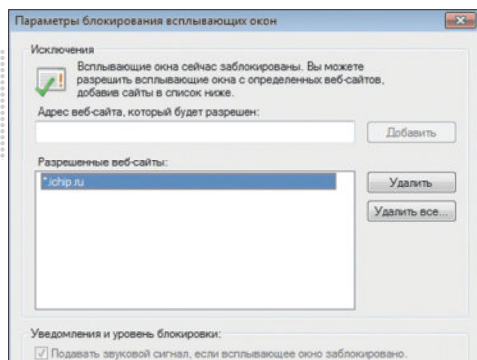 Параметры блокирования всплывающих окон
Исключения
Всплывающие окна сейчас заблокированы. Вы можете
разрешить всплывающие окна с определенных веб-сайтов,
добавив сайты в список ниже.
Адрес веб-сайта, который будет разрешен:
Добавить
Разрешенные веб-сайты:
*.ichip.ru
Удалить
Удалить все...
Уведомления и уровень блокировки:
Подавать звуковой сигнал, если всплывающее окно заблокировано.